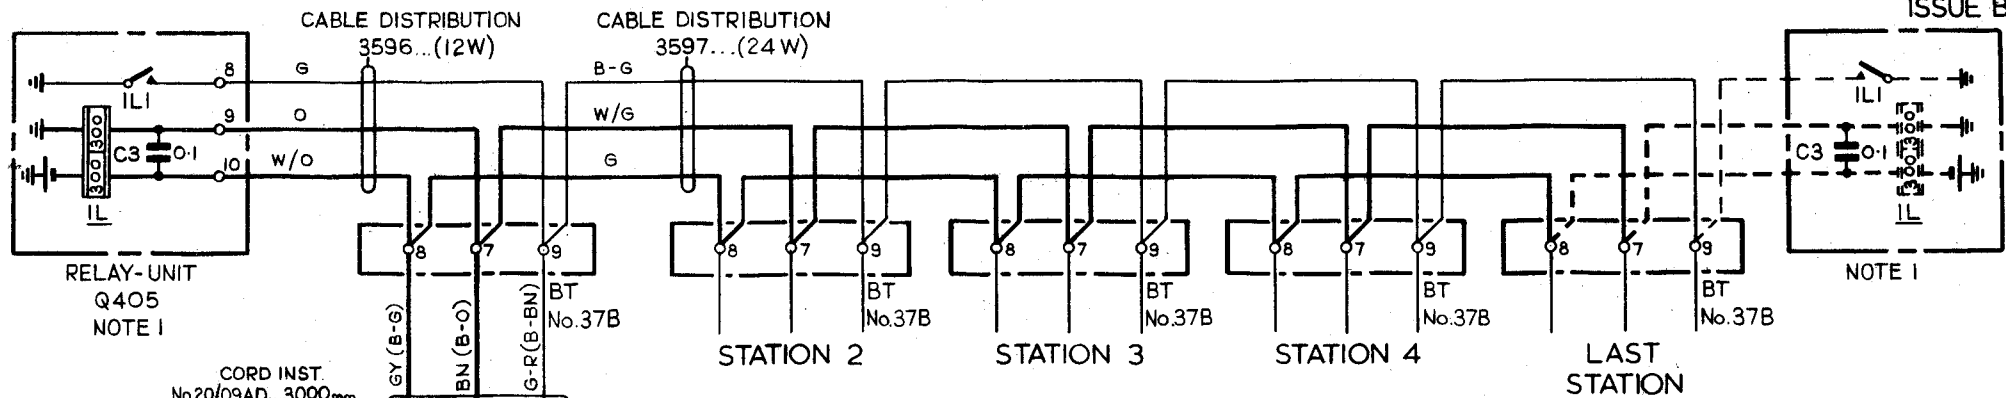 ISSUE B
CABLE DISTRIBUTION
3596...(12W)
CABLE DISTRIBUTION
3597...(24W)
8
G
B-G
IL1
9
O
W/G
C3
0·1
10
W/O
G
300
300
IL
RELAY-UNIT
Q405
NOTE 1
8
7
9
BT
No.37B
GY (B-G)
BN (B-O)
G-R (B-BN)
CORD INST.
No 20/09AD. 3000mm
8
7
9
BT
No.37B
STATION 2
8
7
9
BT
No.37B
STATION 3
8
7
9
BT
No.37B
STATION 4
8
7
9
BT
No.37B
LAST
STATION
IL1
C3
0·1
300
300
IL
NOTE 1